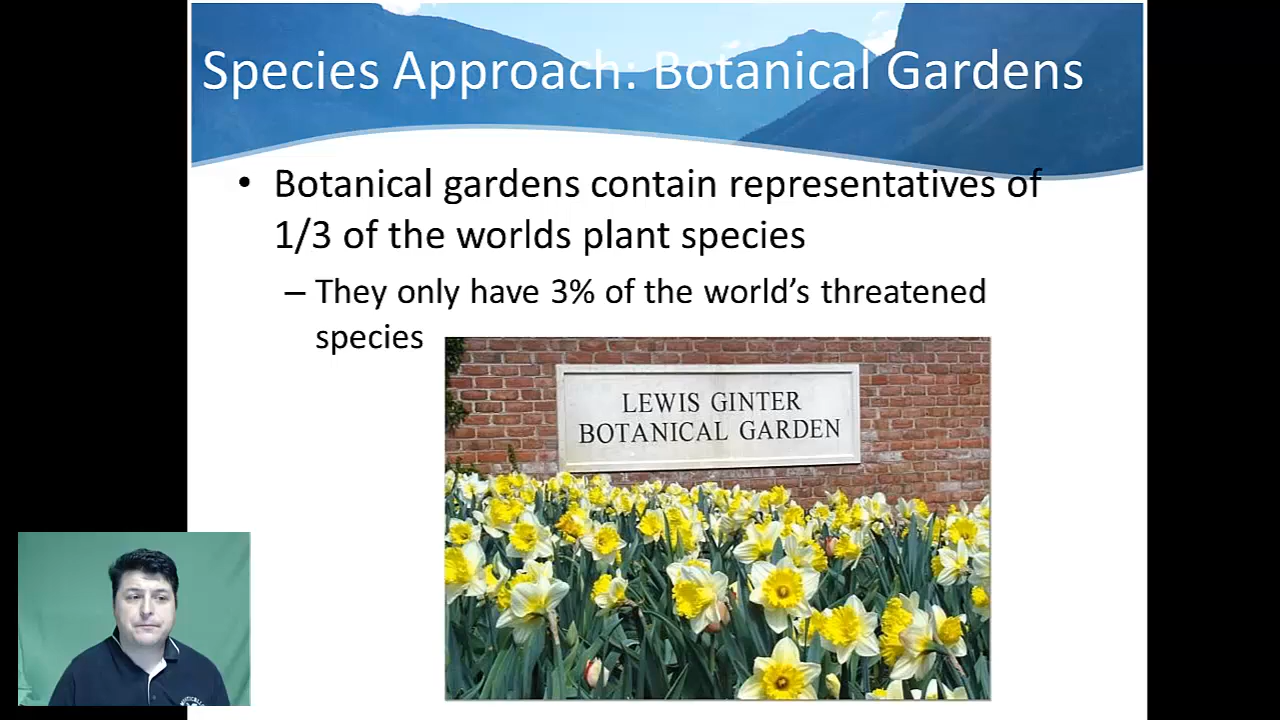 Species Approach: Botanical Gardens
• Botanical gardens contain representatives of
1/3 of the worlds plant species
– They only have 3% of the world's threatened
species
LEWIS GINTER
BOTANICAL GARDEN